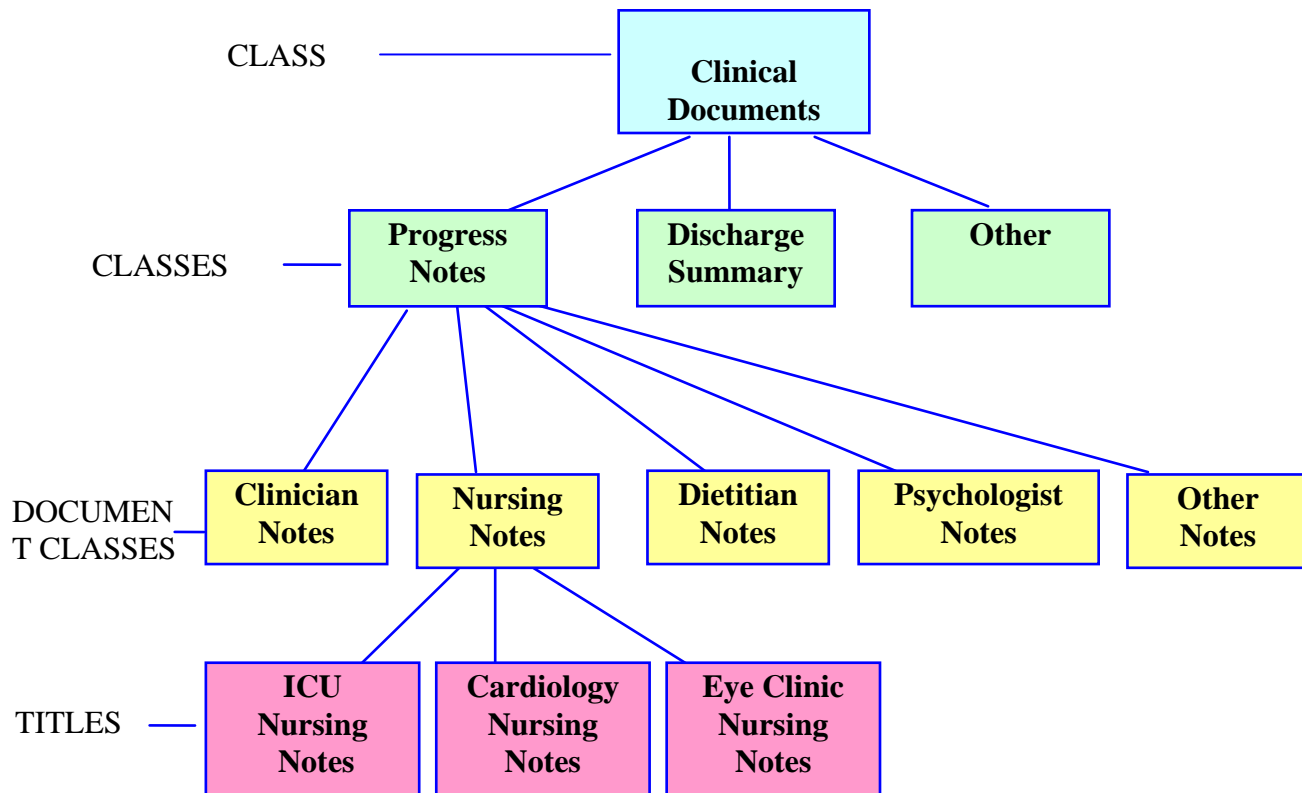 CLASS
Clinical
Documents
CLASSES
Progress
Notes
Discharge
Summary
Other
DOCUMEN
T CLASSES
Clinician
Notes
Nursing
Notes
Dietitian
Notes
Psychologist
Notes
Other
Notes
TITLES
ICU
Nursing
Notes
Cardiology
Nursing
Notes
Eye Clinic
Nursing
Notes